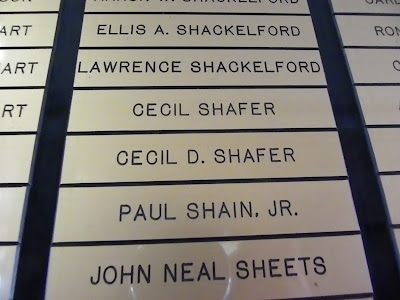 ELLIS A. SHACKELFORD
LAWRENCE SHACKELFORD
CECIL SHAFER
CECIL D. SHAFER
PAUL SHAIN, JR.
JOHN NEAL SHEETS